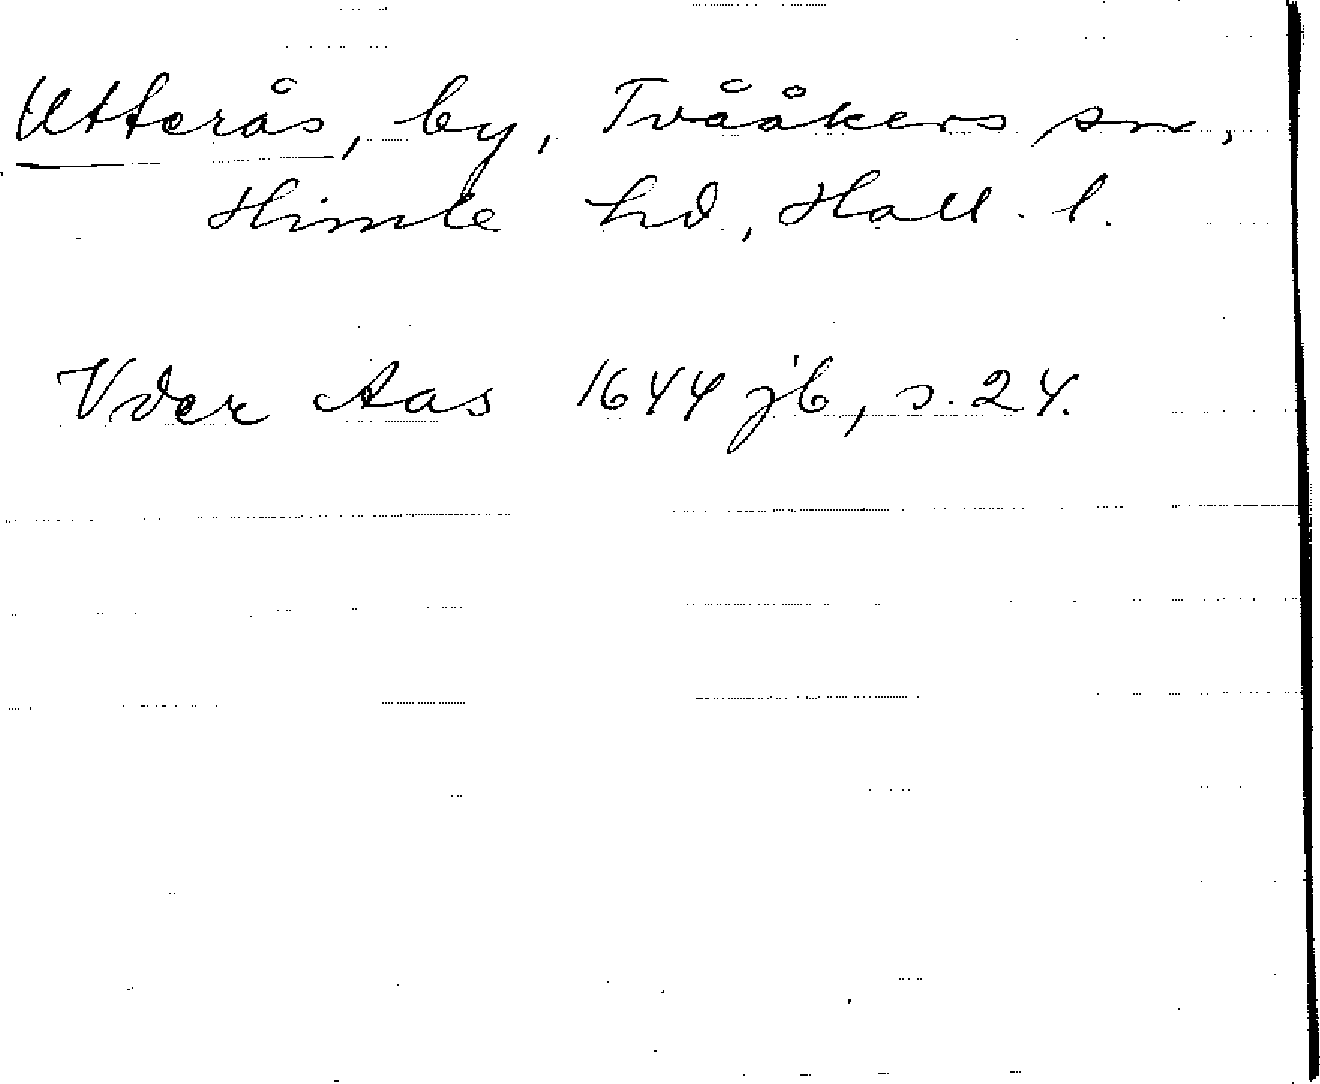 Utterås, by, Tvååkers sn,
Himle hd, Hall. l.
Vder Aas 1644 jb, s. 24.